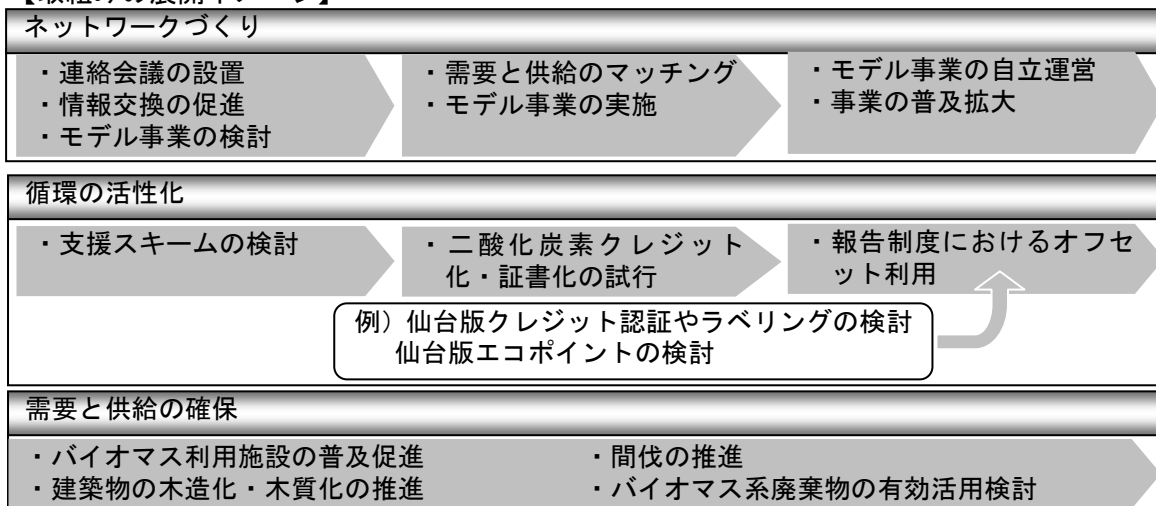 ネットワークづくり
・連絡会議の設置
・情報交換の促進
・モデル事業の検討
・需要と供給のマッチング
・モデル事業の実施
・モデル事業の自立運営
・事業の普及拡大
循環の活性化
・支援スキームの検討
・二酸化炭素クレジット
化・証書化の試行
・報告制度におけるオフセ
ット利用
例）仙台版クレジット認証やラベリングの検討
仙台版エコポイントの検討
需要と供給の確保
・バイオマス利用施設の普及促進
・建築物の木造化・木質化の推進
・間伐の推進
・バイオマス系廃棄物の有効活用検討